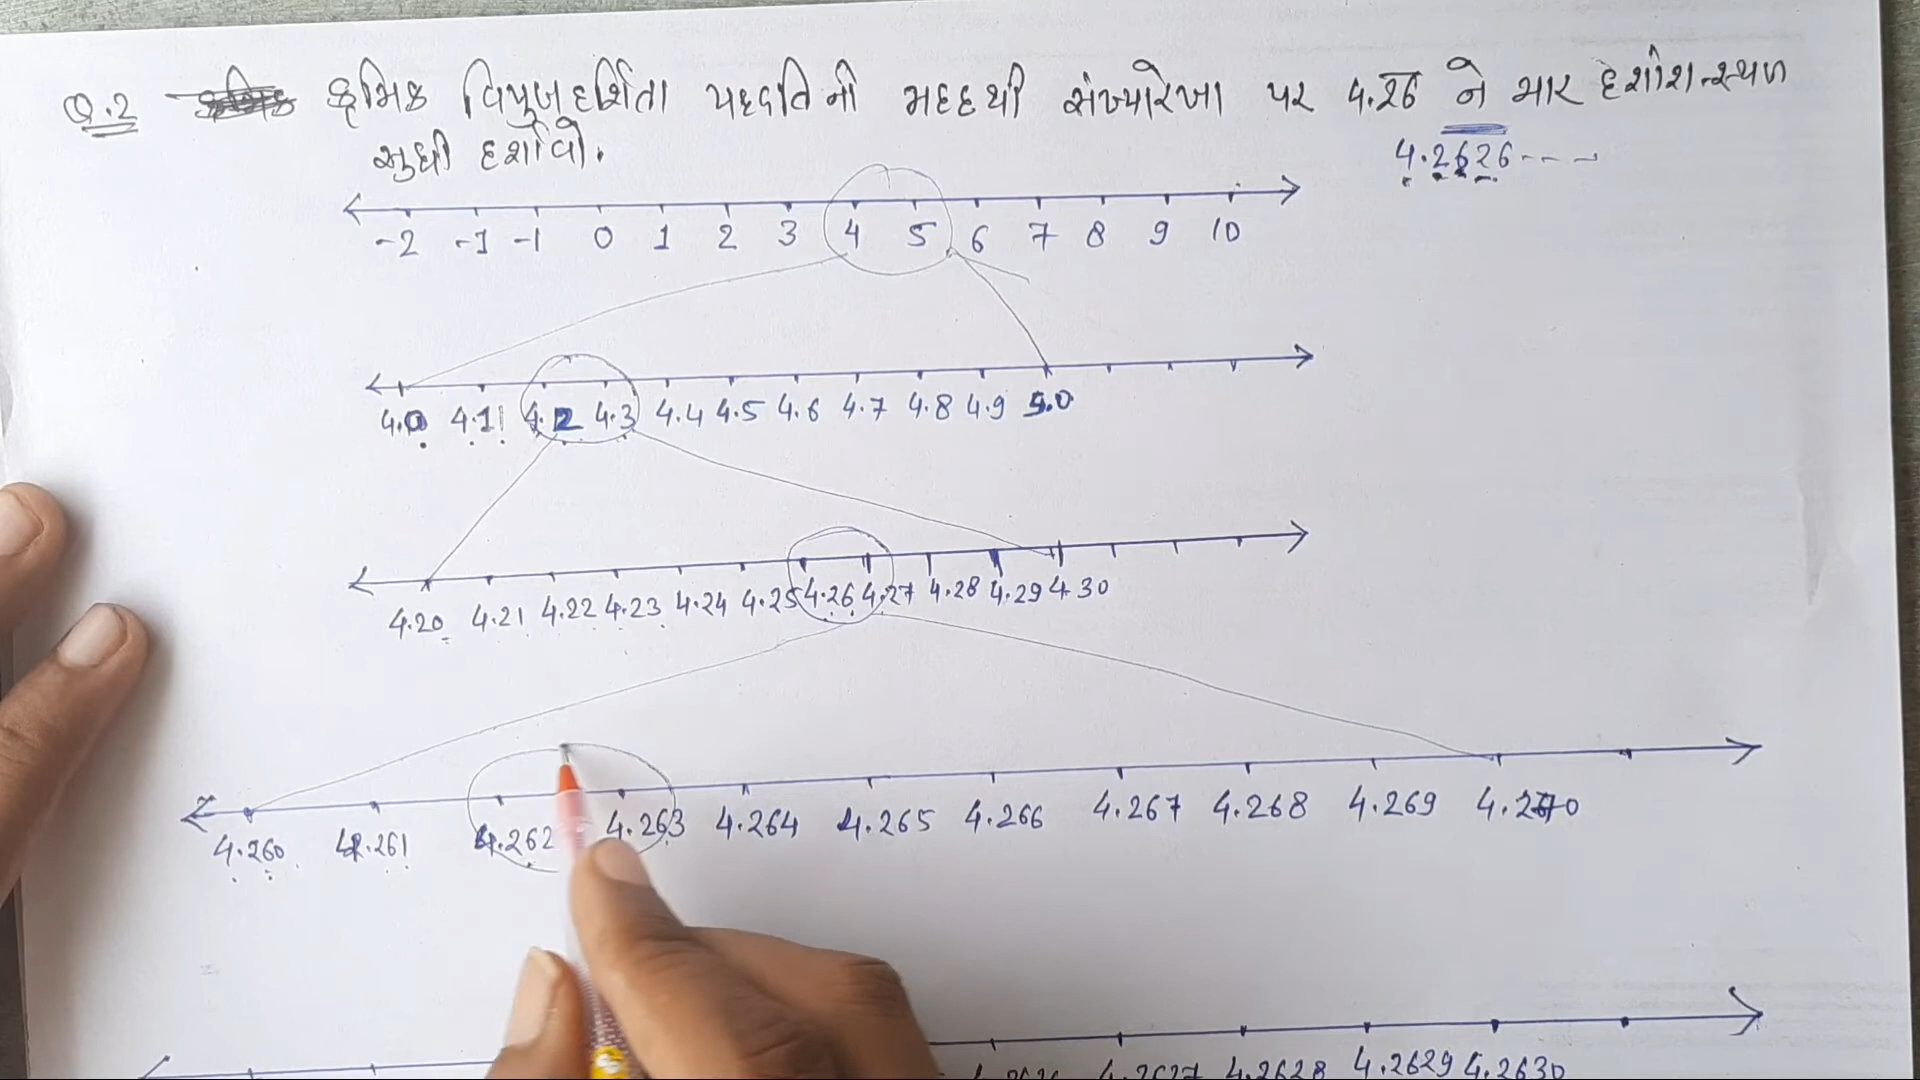 Q.2 ક્રમિક વિપુલદર્શિતા પધ્ધતિની મદદથી સંખ્યારેખા પર 4.26 ને ચાર દશાંશ-સ્થળ
સુધી દર્શાવો.
4.2626----
-2 -1 -1 0 1 2 3 4 5 6 7 8 9 10
4.0 4.1 4.2 4.3 4.4 4.5 4.6 4.7 4.8 4.9 5.0
4.20 4.21 4.22 4.23 4.24 4.25 4.26 4.27 4.28 4.29 4.30
4.260 4.261 4.262 4.263 4.264 4.265 4.266 4.267 4.268 4.269 4.270
4.2627 4.2628 4.2629 4.2630